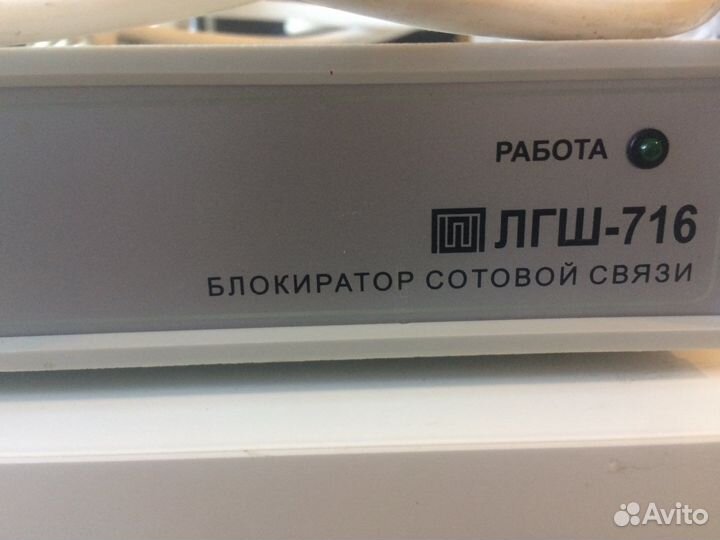 РАБОТА
ЛГШ-716
БЛОКИРАТОР СОТОВОЙ СВЯЗИ
Avito